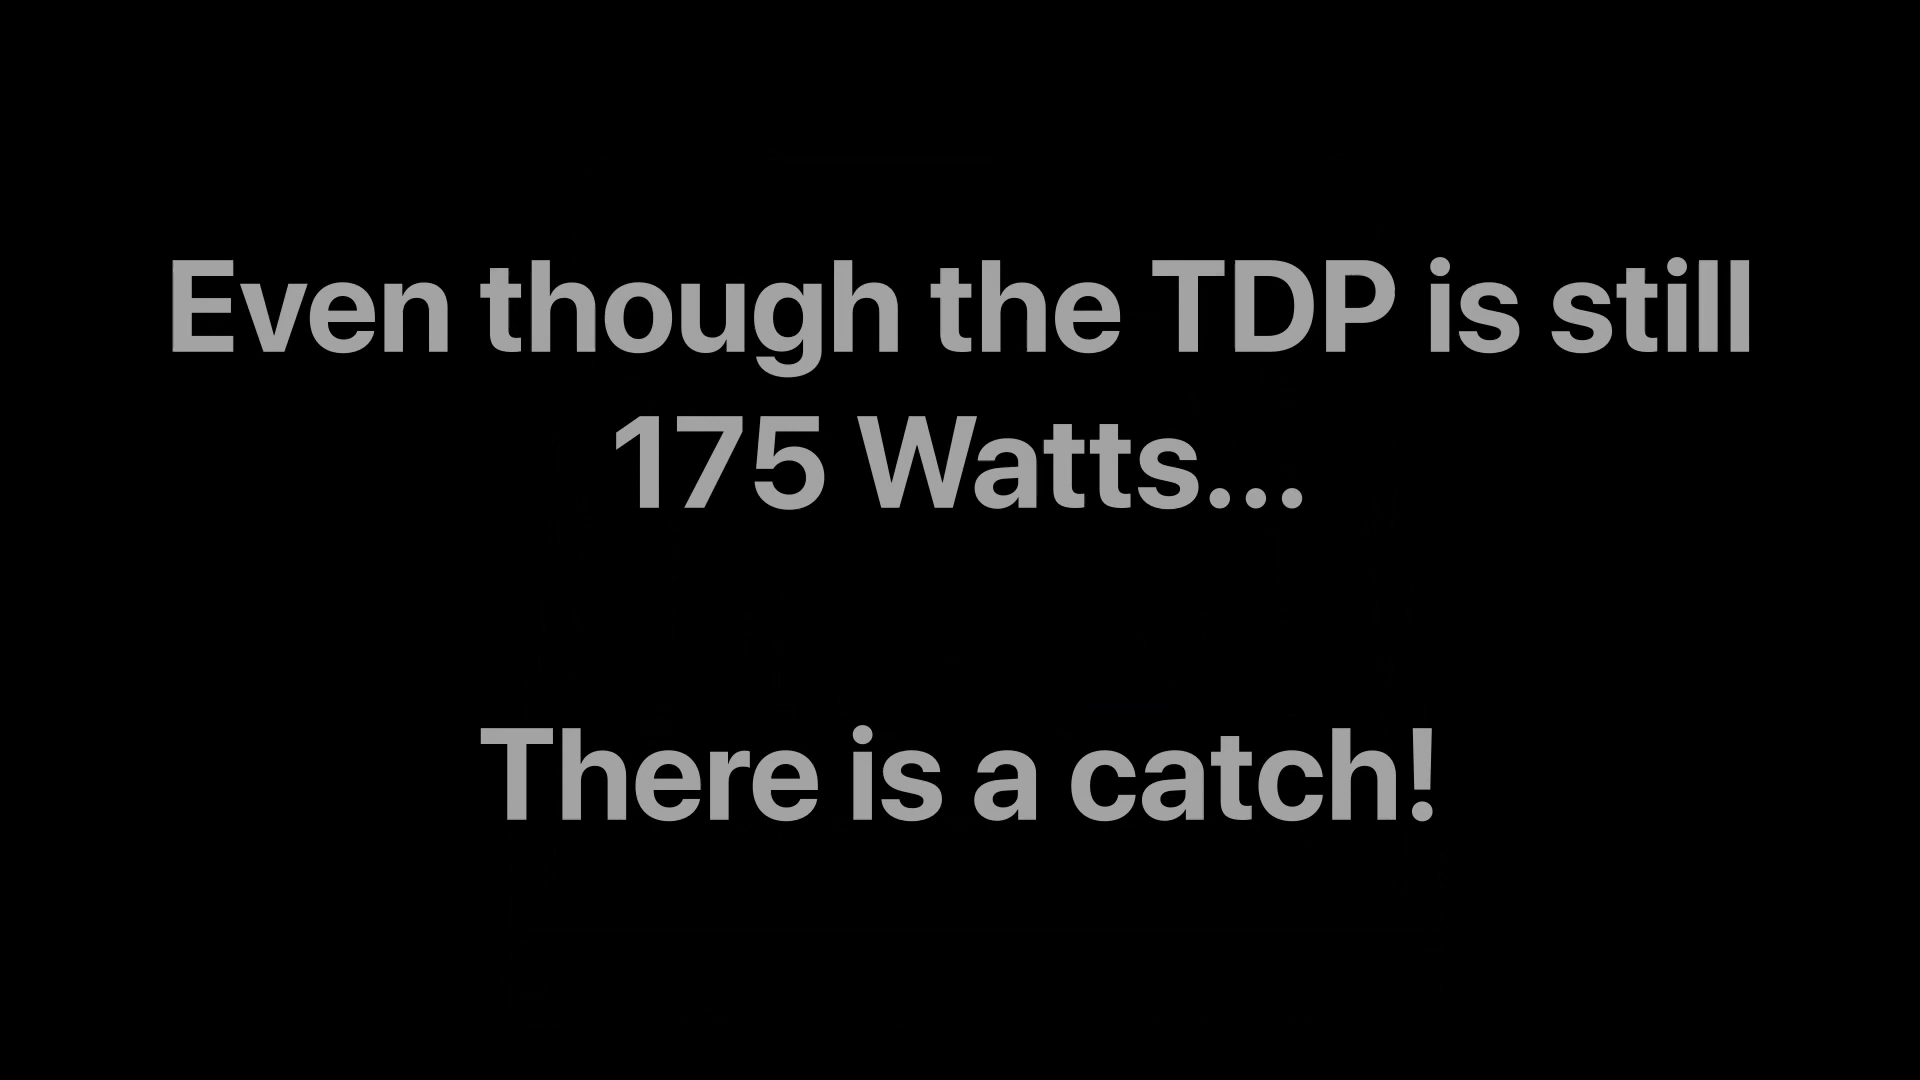 Even though the TDP is still
175 Watts...
There is a catch!